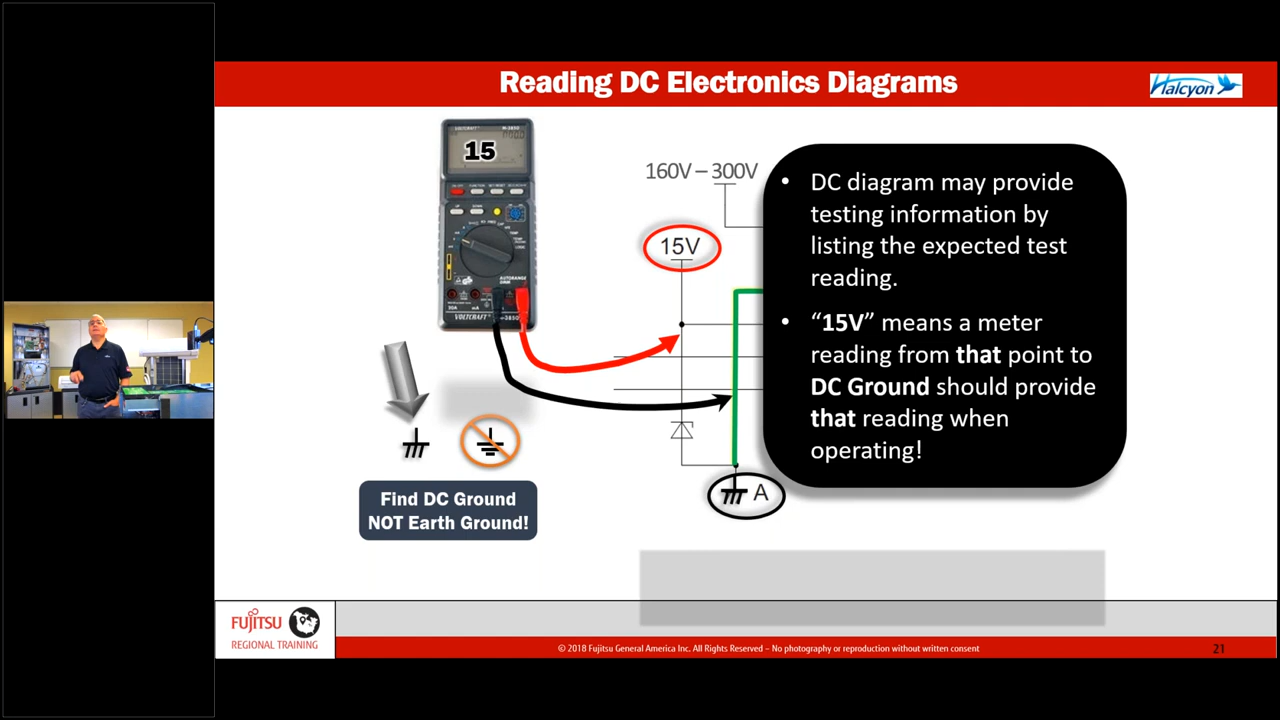 Reading DC Electronics Diagrams
Halcyon
VOLTCRAFT
M-3850
15
160V – 300V
15V
AUTORANGE
VOLTCRAFT
M-3850
A
Find DC Ground
NOT Earth Ground!
• DC diagram may provide
testing information by
listing the expected test
reading.
• “15V” means a meter
reading from that point to
DC Ground should provide
that reading when
operating!
FUJITSU
REGIONAL TRAINING
© 2018 Fujitsu General America Inc. All Rights Reserved – No photography or reproduction without written consent
21